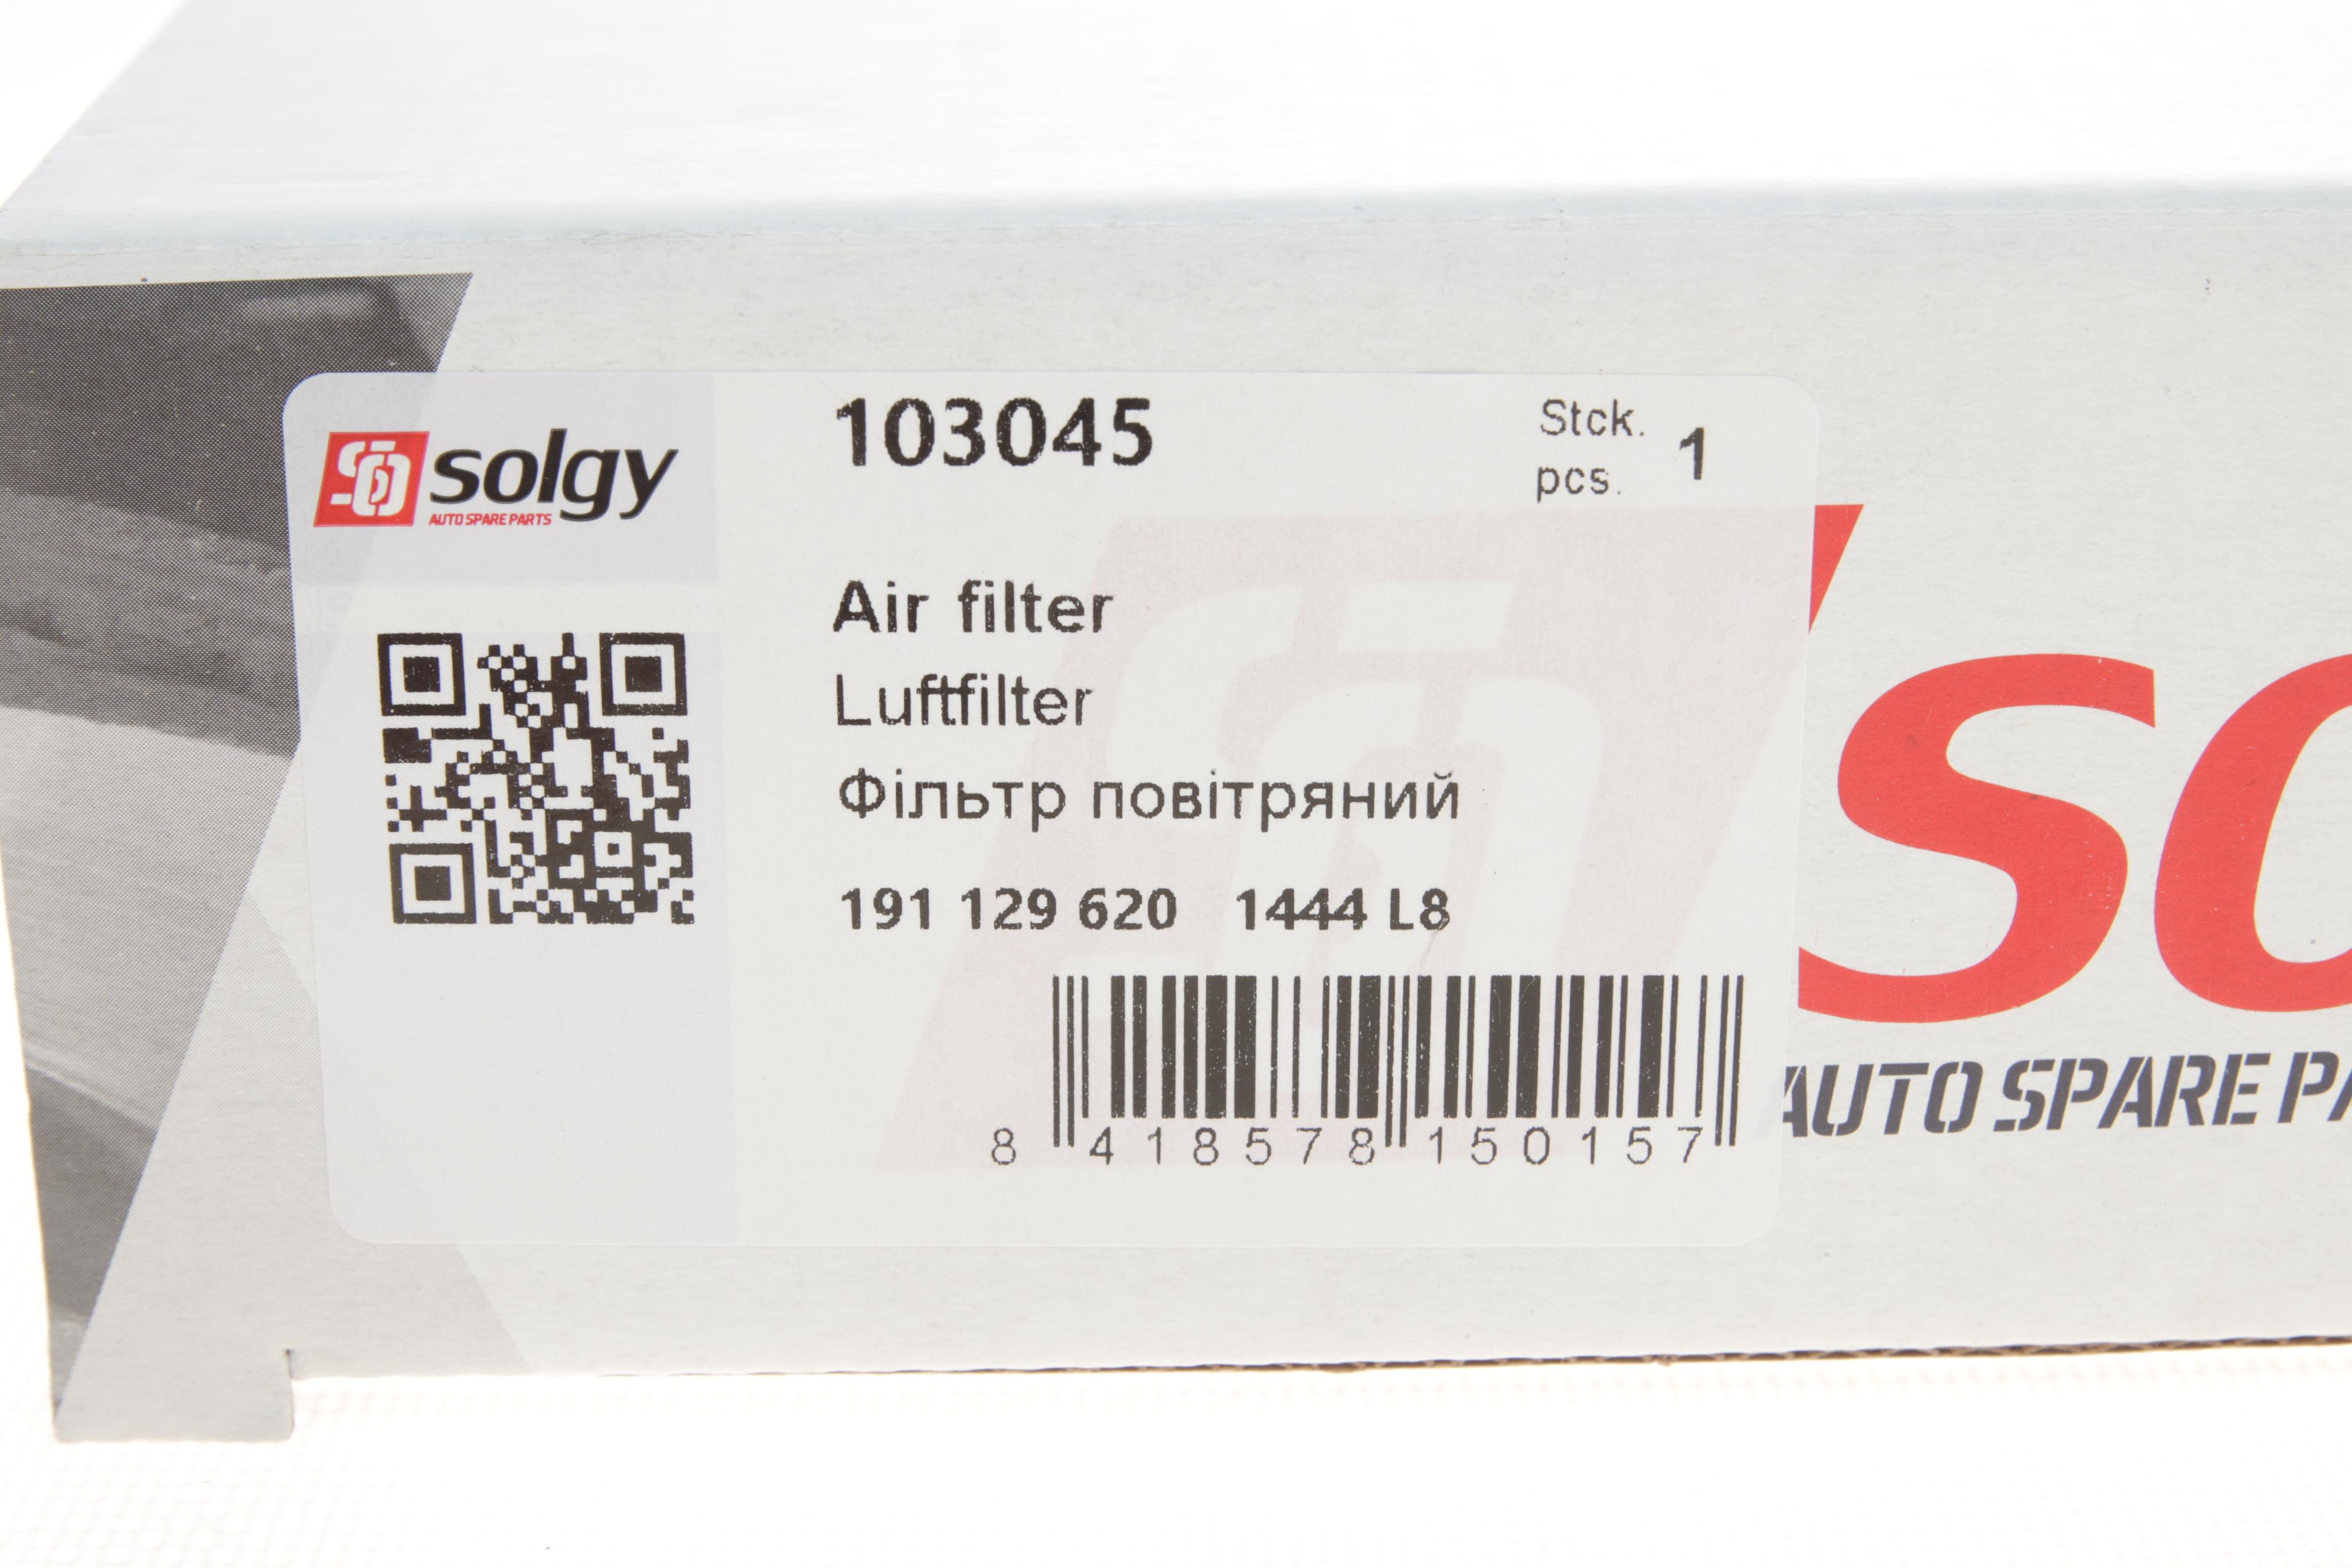 solgy
AUTO SPARE PARTS
103045
Stck.
pcs. 1
Air filter
Luftfilter
Фільтр повітряний
191 129 620 1444 L8
8 418578 150157
so
AUTO SPARE PA